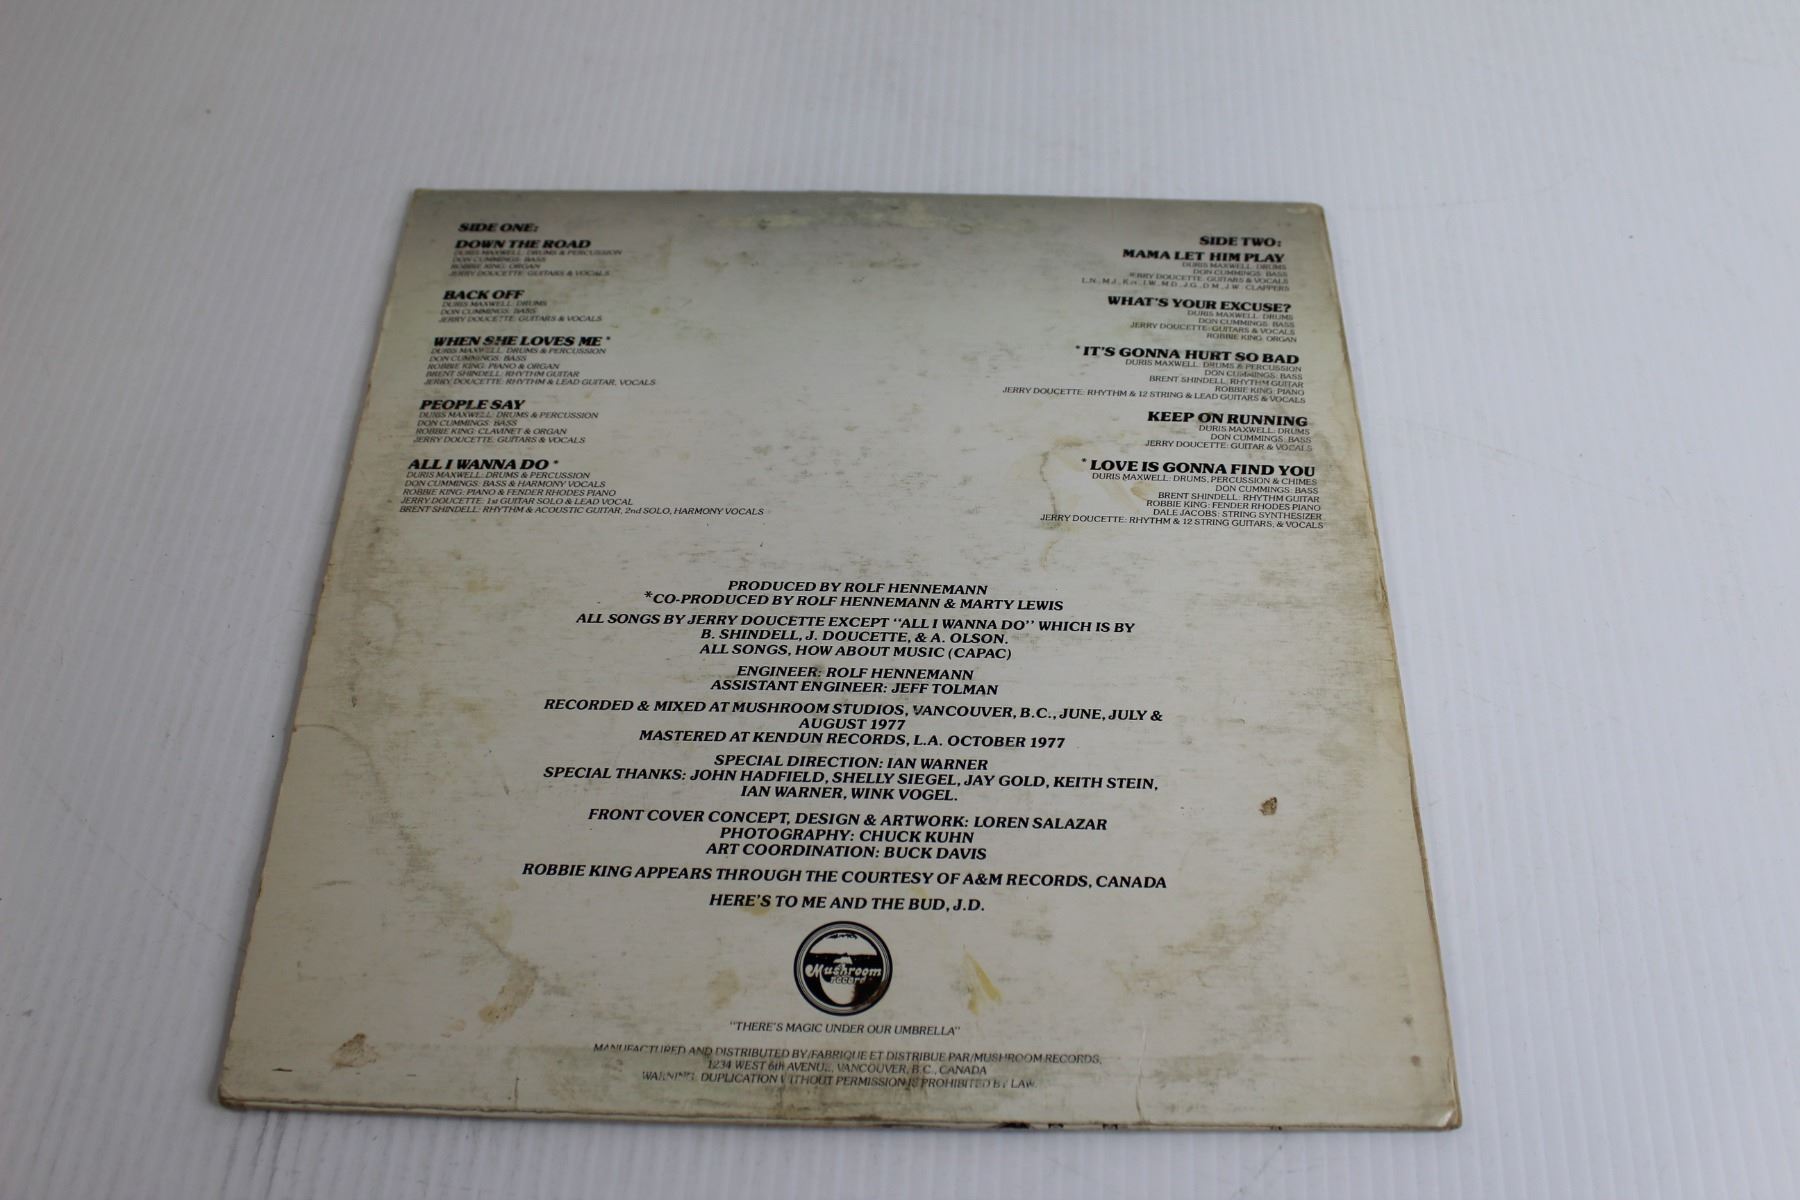 SIDE ONE:
DOWN THE ROAD
DURIS MAXWELL: DRUMS & PERCUSSION
DON CUMMINGS: BASS
ROBBIE KING: ORGAN
JERRY DOUCETTE: GUITARS & VOCALS
BACK OFF
DURIS MAXWELL: DRUMS
DON CUMMINGS: BASS
JERRY DOUCETTE: GUITARS & VOCALS
WHEN SHE LOVES ME *
DURIS MAXWELL: DRUMS & PERCUSSION
DON CUMMINGS: BASS
ROBBIE KING: PIANO & ORGAN
BRENT SHINDELL: RHYTHM GUITAR
JERRY DOUCETTE: RHYTHM & LEAD GUITAR, VOCALS
PEOPLE SAY
DURIS MAXWELL: DRUMS & PERCUSSION
DON CUMMINGS: BASS
ROBBIE KING: CLAVINET & ORGAN
JERRY DOUCETTE: GUITARS & VOCALS
ALL I WANNA DO *
DURIS MAXWELL: DRUMS & PERCUSSION
DON CUMMINGS: BASS & HARMONY VOCALS
ROBBIE KING: PIANO & FENDER RHODES PIANO
JERRY DOUCETTE: 1st GUITAR SOLO & LEAD VOCAL
BRENT SHINDELL: RHYTHM & ACOUSTIC GUITAR, 2nd SOLO, HARMONY VOCALS
SIDE TWO:
MAMA LET HIM PLAY
DURIS MAXWELL: DRUMS
DON CUMMINGS: BASS
JERRY DOUCETTE: GUITARS & VOCALS
L.N., M.J., K.n., I.W., M.D., J.G., D.M., J.W.: CLAPPERS
WHAT'S YOUR EXCUSE?
DURIS MAXWELL: DRUMS
DON CUMMINGS: BASS
JERRY DOUCETTE: GUITARS & VOCALS
ROBBIE KING: ORGAN
* IT'S GONNA HURT SO BAD
DURIS MAXWELL: DRUMS & PERCUSSION
DON CUMMINGS: BASS
BRENT SHINDELL: RHYTHM GUITAR
ROBBIE KING: PIANO
JERRY DOUCETTE: RHYTHM & 12 STRING & LEAD GUITARS & VOCALS
KEEP ON RUNNING
DURIS MAXWELL: DRUMS
DON CUMMINGS: BASS
JERRY DOUCETTE: GUITAR & VOCALS
* LOVE IS GONNA FIND YOU
DURIS MAXWELL: DRUMS, PERCUSSION & CHIMES
DON CUMMINGS: BASS
BRENT SHINDELL: RHYTHM GUITAR
ROBBIE KING: FENDER RHODES PIANO
DALE JACOBS: STRING SYNTHESIZER
JERRY DOUCETTE: RHYTHM & 12 STRING GUITARS, & VOCALS
PRODUCED BY ROLF HENNEMANN
*CO-PRODUCED BY ROLF HENNEMANN & MARTY LEWIS
ALL SONGS BY JERRY DOUCETTE EXCEPT "ALL I WANNA DO" WHICH IS BY
B. SHINDELL, J. DOUCETTE, & A. OLSON.
ALL SONGS, HOW ABOUT MUSIC (CAPAC)
ENGINEER: ROLF HENNEMANN
ASSISTANT ENGINEER: JEFF TOLMAN
RECORDED & MIXED AT MUSHROOM STUDIOS, VANCOUVER, B.C., JUNE, JULY &
AUGUST 1977
MASTERED AT KENDUN RECORDS, L.A. OCTOBER 1977
SPECIAL DIRECTION: IAN WARNER
SPECIAL THANKS: JOHN HADFIELD, SHELLY SIEGEL, JAY GOLD, KEITH STEIN,
IAN WARNER, WINK VOGEL.
FRONT COVER CONCEPT, DESIGN & ARTWORK: LOREN SALAZAR
PHOTOGRAPHY: CHUCK KUHN
ART COORDINATION: BUCK DAVIS
ROBBIE KING APPEARS THROUGH THE COURTESY OF A&M RECORDS, CANADA
HERE'S TO ME AND THE BUD, J.D.
Mushroom
record
"THERE'S MAGIC UNDER OUR UMBRELLA"
MANUFACTURED AND DISTRIBUTED BY/FABRIQUE ET DISTRIBUE PAR/MUSHROOM RECORDS,
1234 WEST 6th AVENUE, VANCOUVER, B.C., CANADA
WARNING: DUPLICATION WITHOUT PERMISSION IS PROHIBITED BY LAW.